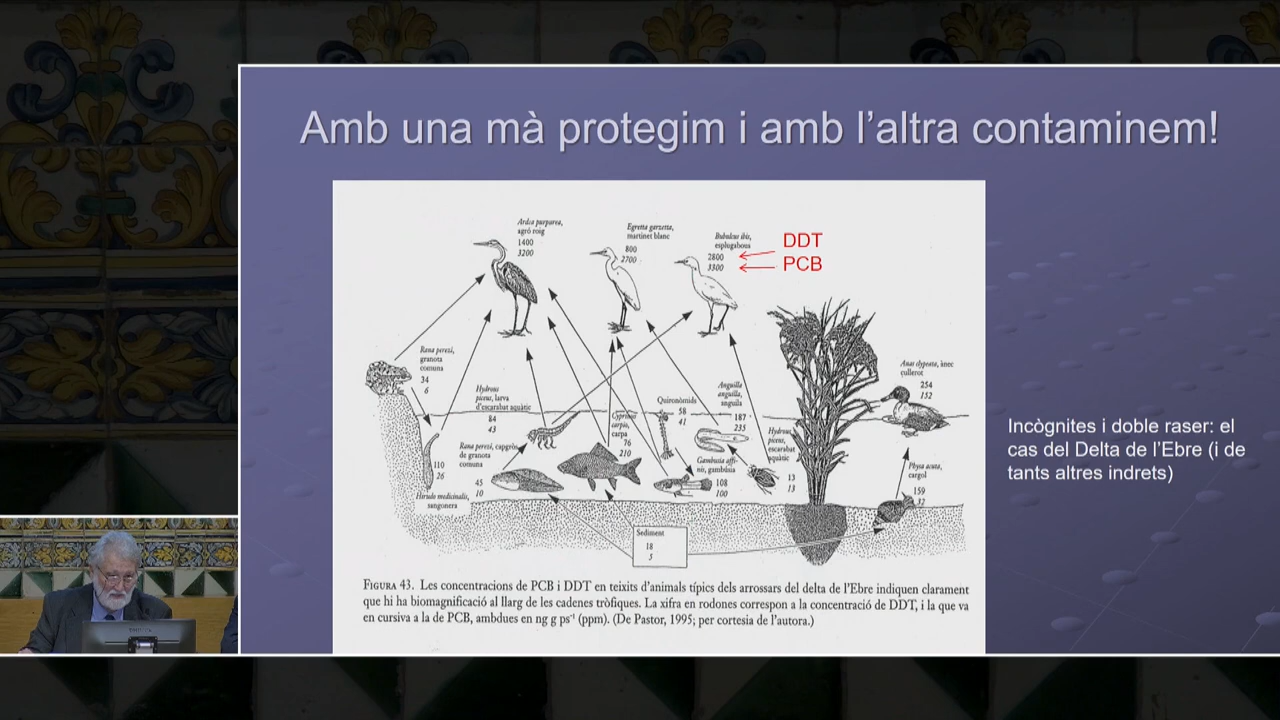 Amb una mà protegim i amb l'altra contaminem!
Ardea purpurea,
agró roig
1400
3200
Egretta garzetta,
martinet blanc
800
2700
Bubulcus ibis,
esplugabous
2800
3300
DDT
PCB
Rana perezi,
granota
comuna
34
6
Hydrous
piceus, larva
d'escarabat aquàtic
84
43
Cyprinus
carpio,
carpa
76
210
Quironòmids
58
41
Anguilla
anguilla,
anguila
187
235
Anas clypeata, ànec
cullerot
254
152
Rana perezi, capgròs
de granota
comuna
45
10
110
26
Hirudo medicinalis,
sangonera
Gambusia affi-
nis, gambúsia
108
100
Hydrous
piceus,
escarabat
aquàtic
13
13
Physa acuta,
cargol
159
32
Sediment
18
5
Incògnites i doble raser: el
cas del Delta de l'Ebre (i de
tants altres indrets)
FIGURA 43. Les concentracions de PCB i DDT en teixits d'animals típics dels arrossars del delta de l'Ebre indiquen clarament
que hi ha biomagnificació al llarg de les cadenes tròfiques. La xifra en rodones correspon a la concentració de DDT, i la que va
en cursiva a la de PCB, ambdues en ng g ps⁻¹ (ppm). (De Pastor, 1995; per cortesia de l'autora.)